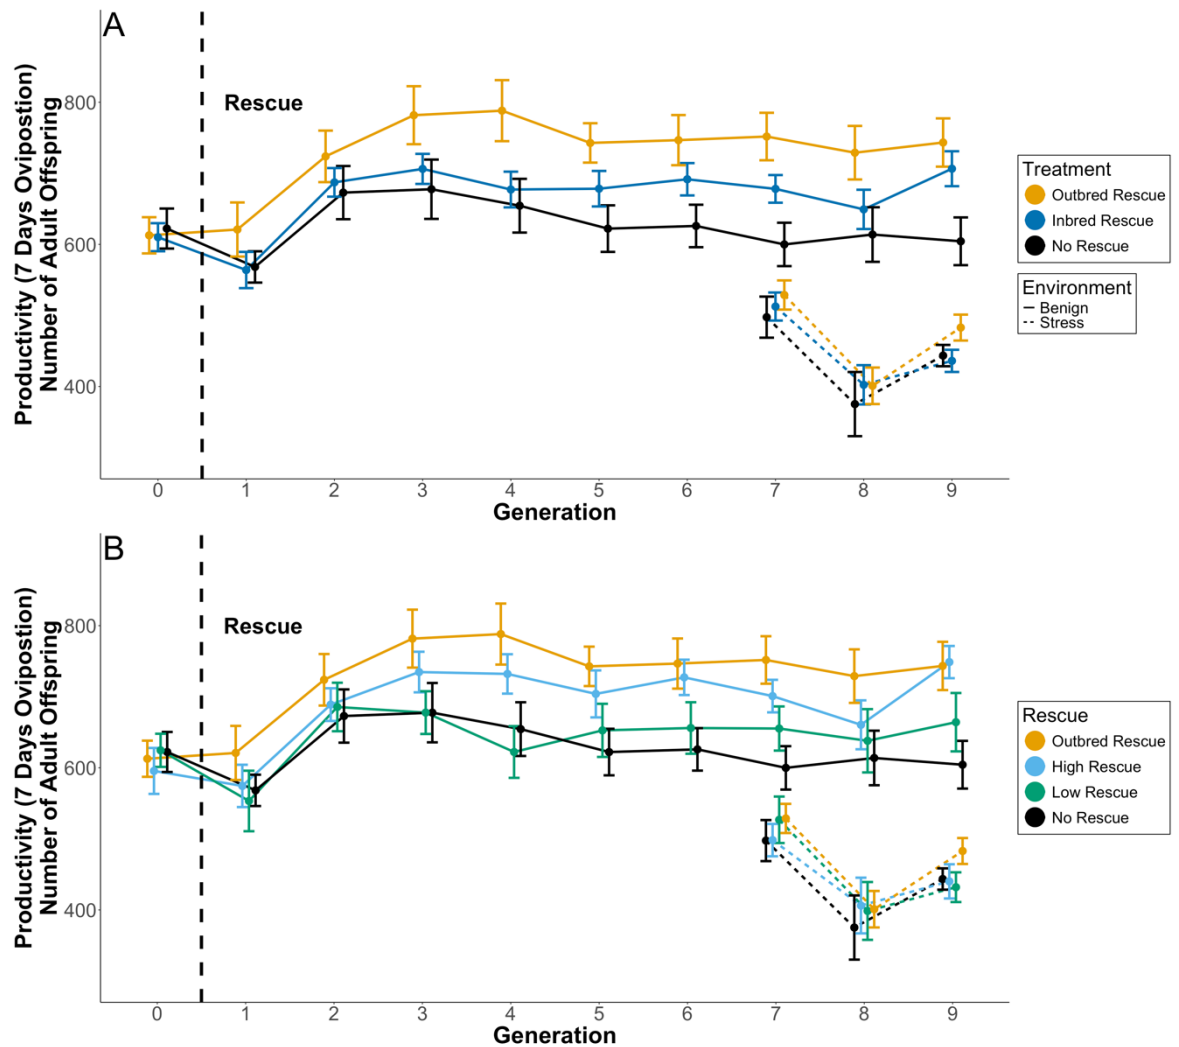 A
Productivity (7 Days Ovipostion)
Number of Adult Offspring
800
600
400
Rescue
0 1 2 3 4 5 6 7 8 9
Generation
Treatment
Outbred Rescue
Inbred Rescue
No Rescue
Environment
Benign
Stress
B
Productivity (7 Days Ovipostion)
Number of Adult Offspring
800
600
400
Rescue
0 1 2 3 4 5 6 7 8 9
Generation
Rescue
Outbred Rescue
High Rescue
Low Rescue
No Rescue